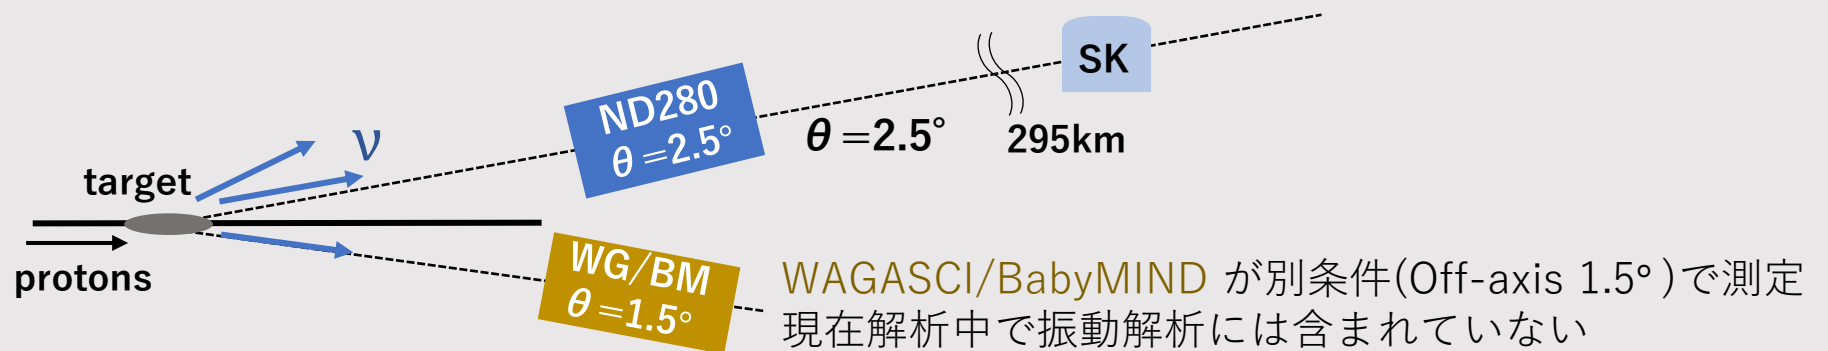 SK
ND280
θ=2.5°
θ=2.5°
295km
ν
target
protons
WG/BM
θ=1.5°
WAGASCI/BabyMIND が別条件(Off-axis 1.5°)で測定
現在解析中で振動解析には含まれていない